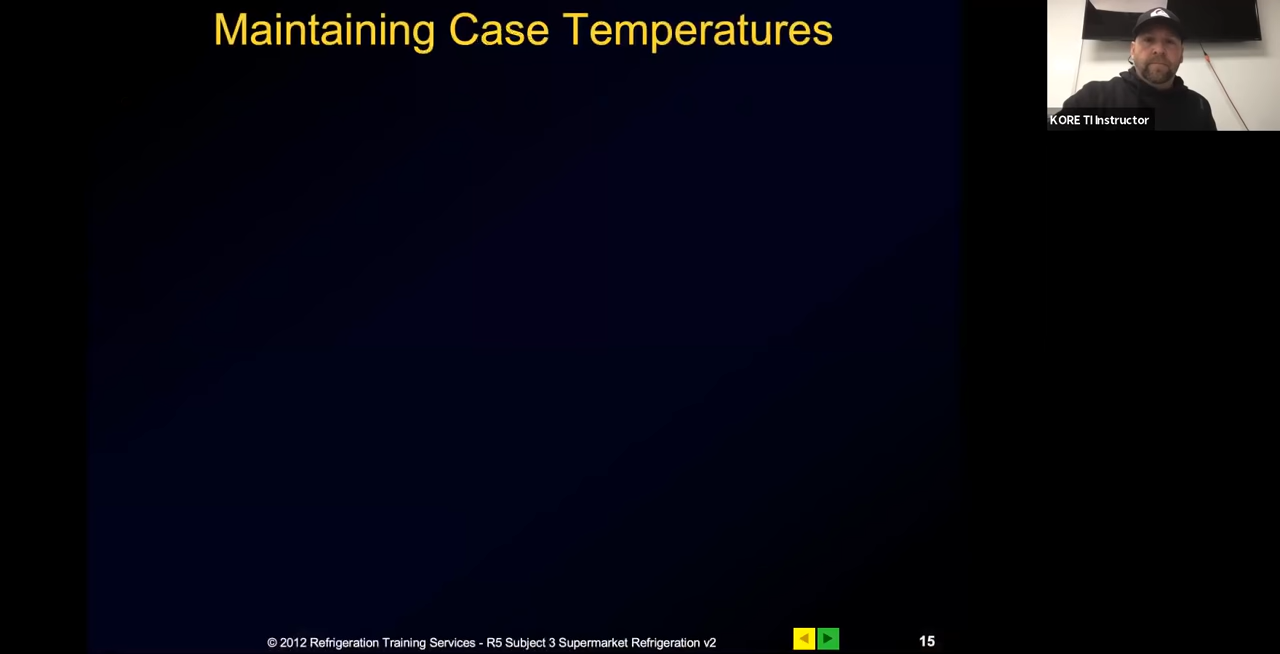 Maintaining Case Temperatures
KORE TI Instructor
© 2012 Refrigeration Training Services - R5 Subject 3 Supermarket Refrigeration v2
15